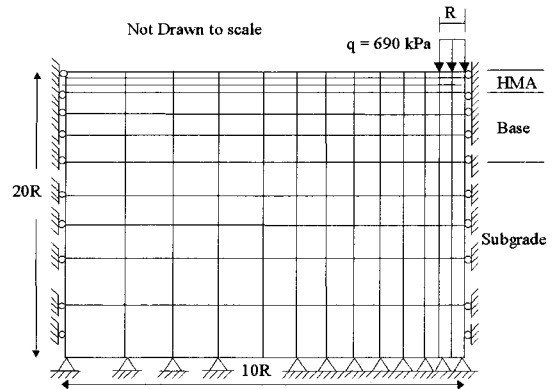 Not Drawn to scale
R
q = 690 kPa
HMA
Base
20R
Subgrade
10R